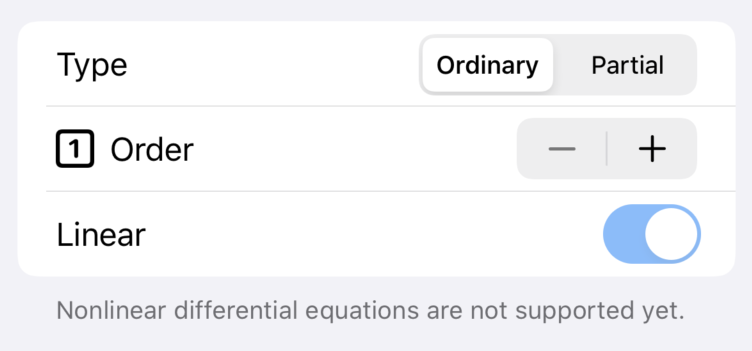 Type Ordinary Partial
1 Order − +
Linear
Nonlinear differential equations are not supported yet.